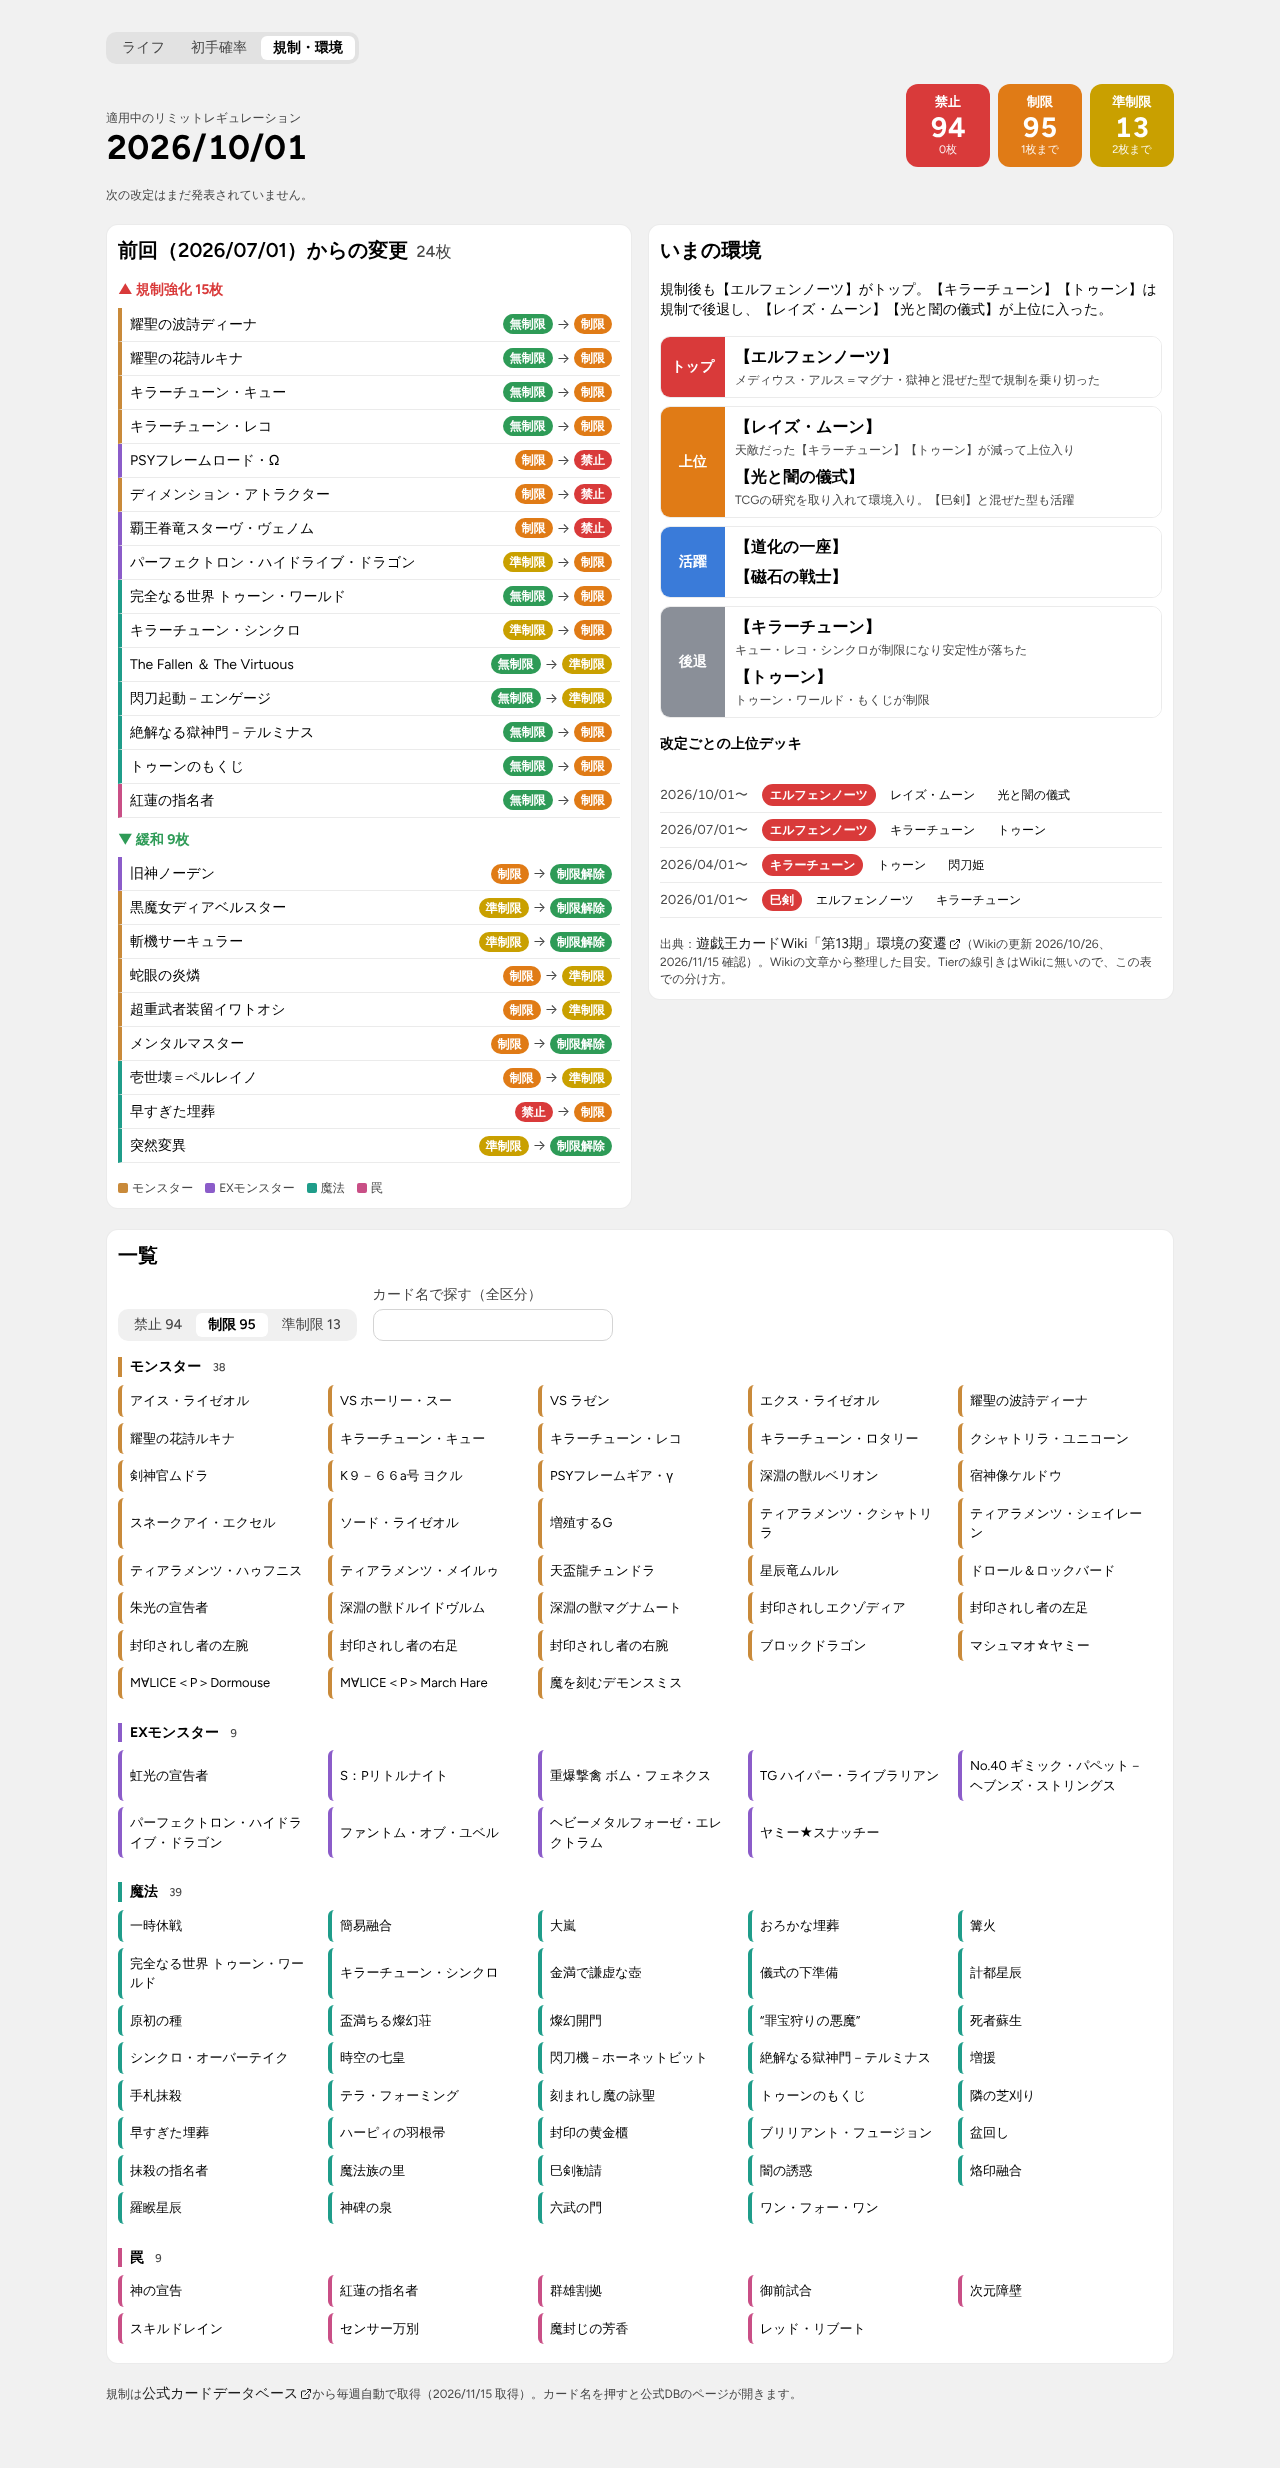 ライフ 初手確率 規制・環境
適用中のリミットレギュレーション
2026/10/01
禁止 94 0枚
制限 95 1枚まで
準制限 13 2枚まで
次の改定はまだ発表されていません。
前回（2026/07/01）からの変更 24枚
▲ 規制強化 15枚
耀聖の波詩ディーナ 無制限 → 制限
耀聖の花詩ルキナ 無制限 → 制限
キラーチューン・キュー 無制限 → 制限
キラーチューン・レコ 無制限 → 制限
PSYフレームロード・Ω 制限 → 禁止
ディメンション・アトラクター 制限 → 禁止
覇王眷竜スターヴ・ヴェノム 制限 → 禁止
パーフェクトロン・ハイドライブ・ドラゴン 準制限 → 制限
完全なる世界 トゥーン・ワールド 無制限 → 制限
キラーチューン・シンクロ 準制限 → 制限
The Fallen ＆ The Virtuous 無制限 → 準制限
閃刀起動－エンゲージ 無制限 → 準制限
絶解なる獄神門－テルミナス 無制限 → 制限
トゥーンのもくじ 無制限 → 制限
紅蓮の指名者 無制限 → 制限
▼ 緩和 9枚
旧神ノーデン 制限 → 制限解除
黒魔女ディアベルスター 準制限 → 制限解除
斬機サーキュラー 準制限 → 制限解除
蛇眼の炎燐 制限 → 準制限
超重武者装留イワトオシ 制限 → 準制限
メンタルマスター 制限 → 制限解除
壱世壊＝ペルレイノ 制限 → 準制限
早すぎた埋葬 禁止 → 制限
突然変異 準制限 → 制限解除
モンスター EXモンスター 魔法 罠
いまの環境
規制後も【エルフェンノーツ】がトップ。【キラーチューン】【トゥーン】は
規制で後退し、【レイズ・ムーン】【光と闇の儀式】が上位に入った。
トップ
【エルフェンノーツ】
メディウス・アルス＝マグナ・獄神と混ぜた型で規制を乗り切った
上位
【レイズ・ムーン】
天敵だった【キラーチューン】【トゥーン】が減って上位入り
【光と闇の儀式】
TCGの研究を取り入れて環境入り。【巳剣】と混ぜた型も活躍
活躍
【道化の一座】
【磁石の戦士】
後退
【キラーチューン】
キュー・レコ・シンクロが制限になり安定性が落ちた
【トゥーン】
トゥーン・ワールド・もくじが制限
改定ごとの上位デッキ
2026/10/01〜 エルフェンノーツ レイズ・ムーン 光と闇の儀式
2026/07/01〜 エルフェンノーツ キラーチューン トゥーン
2026/04/01〜 キラーチューン トゥーン 閃刀姫
2026/01/01〜 巳剣 エルフェンノーツ キラーチューン
出典：遊戯王カードWiki「第13期」環境の変遷（Wikiの更新 2026/10/26、
2026/11/15 確認）。Wikiの文章から整理した目安。Tierの線引きはWikiに無いので、この表
での分け方。
一覧
カード名で探す（全区分）
禁止 94 制限 95 準制限 13
モンスター 38
アイス・ライゼオル VS ホーリー・スー VS ラゼン エクス・ライゼオル 耀聖の波詩ディーナ
耀聖の花詩ルキナ キラーチューン・キュー キラーチューン・レコ キラーチューン・ロタリー クシャトリラ・ユニコーン
剣神官ムドラ K９－６６a号 ヨクル PSYフレームギア・γ 深淵の獣ルベリオン 宿神像ケルドウ
スネークアイ・エクセル ソード・ライゼオル 増殖するG ティアラメンツ・クシャトリラ ティアラメンツ・シェイレーン
ティアラメンツ・ハゥフニス ティアラメンツ・メイルゥ 天盃龍チュンドラ 星辰竜ムルル ドロール＆ロックバード
朱光の宣告者 深淵の獣ドルイドヴルム 深淵の獣マグナムート 封印されしエクゾディア 封印されし者の左足
封印されし者の左腕 封印されし者の右足 封印されし者の右腕 ブロックドラゴン マシュマオ☆ヤミー
M∀LICE＜P＞Dormouse M∀LICE＜P＞March Hare 魔を刻むデモンスミス
EXモンスター 9
虹光の宣告者 S：Pリトルナイト 重爆撃禽 ボム・フェネクス TG ハイパー・ライブラリアン No.40 ギミック・パペット－ヘブンズ・ストリングス
パーフェクトロン・ハイドライブ・ドラゴン ファントム・オブ・ユベル ヘビーメタルフォーゼ・エレクトラム ヤミー★スナッチー
魔法 39
一時休戦 簡易融合 大嵐 おろかな埋葬 篝火
完全なる世界 トゥーン・ワールド キラーチューン・シンクロ 金満で謙虚な壺 儀式の下準備 計都星辰
原初の種 盃満ちる燦幻荘 燦幻開門 “罪宝狩りの悪魔” 死者蘇生
シンクロ・オーバーテイク 時空の七皇 閃刀機－ホーネットビット 絶解なる獄神門－テルミナス 増援
手札抹殺 テラ・フォーミング 刻まれし魔の詠聖 トゥーンのもくじ 隣の芝刈り
早すぎた埋葬 ハーピィの羽根帚 封印の黄金櫃 ブリリアント・フュージョン 盆回し
抹殺の指名者 魔法族の里 巳剣勧請 闇の誘惑 烙印融合
羅睺星辰 神碑の泉 六武の門 ワン・フォー・ワン
罠 9
神の宣告 紅蓮の指名者 群雄割拠 御前試合 次元障壁
スキルドレイン センサー万別 魔封じの芳香 レッド・リブート
規制は公式カードデータベースから毎週自動で取得（2026/11/15 取得）。カード名を押すと公式DBのページが開きます。